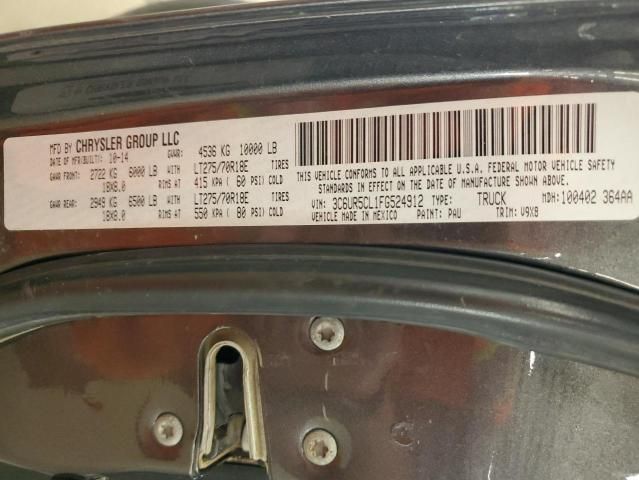 MFD BY CHRYSLER GROUP LLC
DATE OF MFR(BUILT): 10-14 GVWR: 4536 KG 10000 LB
GAWR FRONT: 2722 KG 6000 LB WITH LT275/70R18E TIRES
18X8.0 RIMS AT 415 KPA ( 60 PSI) COLD
GAWR REAR: 2948 KG 6500 LB WITH LT275/70R18E TIRES
18X8.0 RIMS AT 550 KPA ( 80 PSI) COLD
THIS VEHICLE CONFORMS TO ALL APPLICABLE U.S.A. FEDERAL MOTOR VEHICLE SAFETY
STANDARDS IN EFFECT ON THE DATE OF MANUFACTURE SHOWN ABOVE.
VIN: 3C6UR5CL1FG524912 TYPE: TRUCK MDH: 100402 364AA
VEHICLE MADE IN MEXICO PAINT: PAU TRIM: V9X8